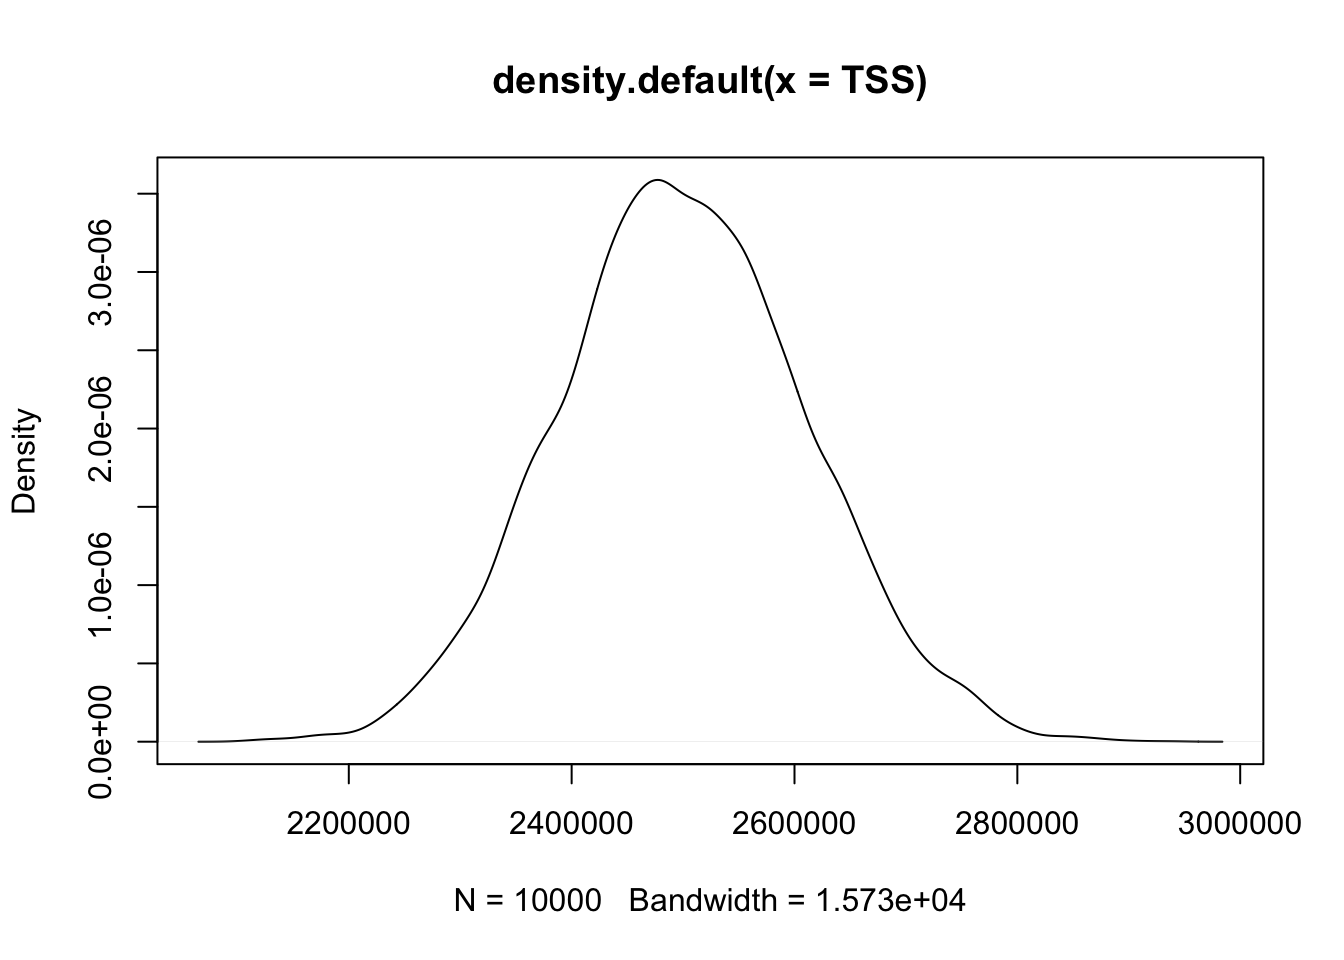 density.default(x = TSS)
Density
3.0e-06
2.0e-06
1.0e-06
0.0e+00
2200000 2400000 2600000 2800000 3000000
N = 10000 Bandwidth = 1.573e+04